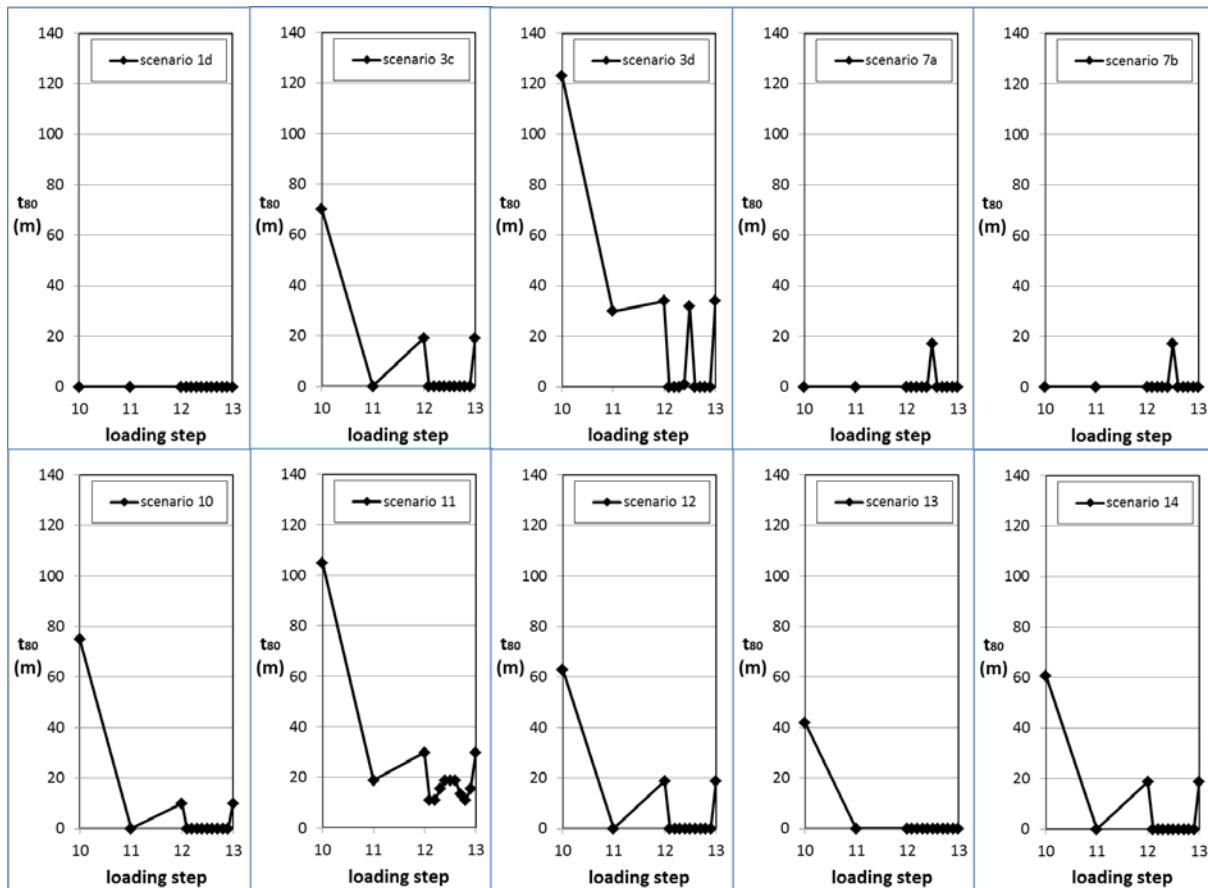 140
120
100
80
60
40
20
0
t80
(m)
scenario 1d
10 11 12 13
loading step
140
120
100
80
60
40
20
0
t80
(m)
scenario 3c
10 11 12 13
loading step
140
120
100
80
60
40
20
0
t80
(m)
scenario 3d
10 11 12 13
loading step
140
120
100
80
60
40
20
0
t80
(m)
scenario 7a
10 11 12 13
loading step
140
120
100
80
60
40
20
0
t80
(m)
scenario 7b
10 11 12 13
loading step
140
120
100
80
60
40
20
0
t80
(m)
scenario 10
10 11 12 13
loading step
140
120
100
80
60
40
20
0
t80
(m)
scenario 11
10 11 12 13
loading step
140
120
100
80
60
40
20
0
t80
(m)
scenario 12
10 11 12 13
loading step
140
120
100
80
60
40
20
0
t80
(m)
scenario 13
10 11 12 13
loading step
140
120
100
80
60
40
20
0
t80
(m)
scenario 14
10 11 12 13
loading step